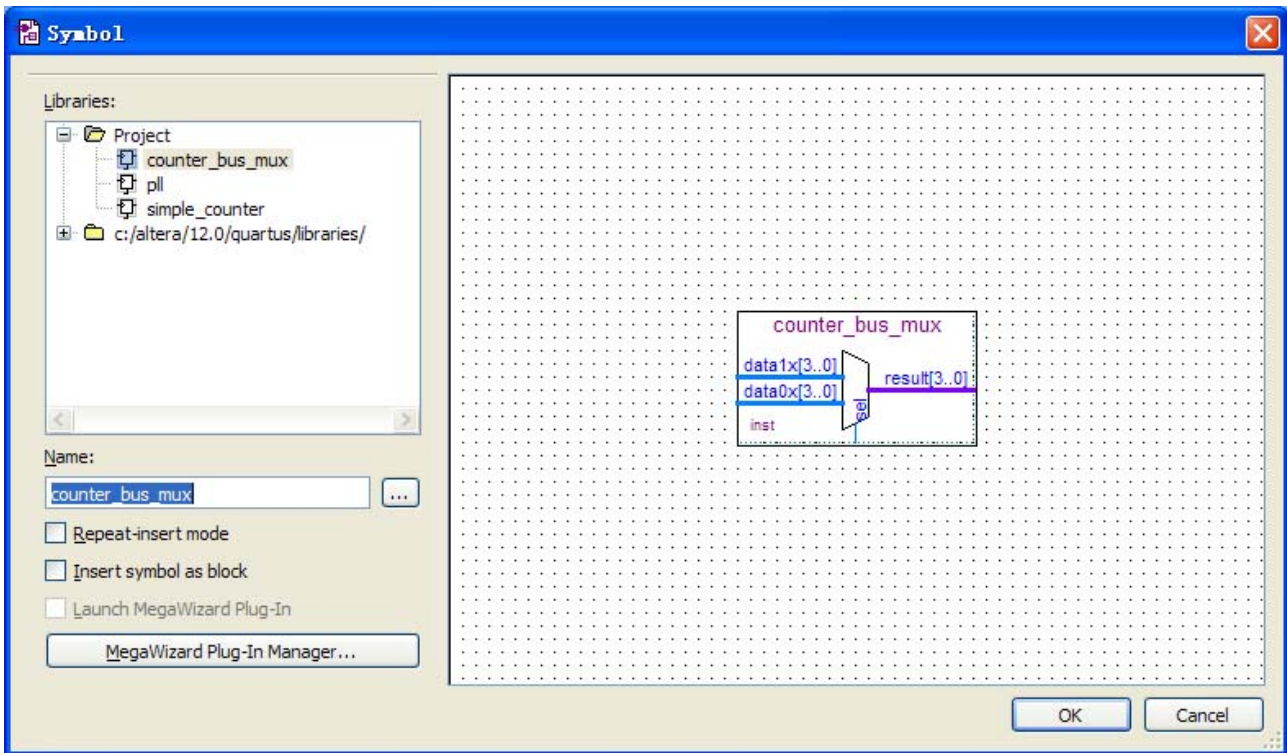 Symbol
Libraries:
Project
counter_bus_mux
pll
simple_counter
c:/altera/12.0/quartus/libraries/
Name:
counter_bus_mux
...
Repeat-insert mode
Insert symbol as block
Launch MegaWizard Plug-In
MegaWizard Plug-In Manager...
counter_bus_mux
data1x[3..0]
data0x[3..0]
result[3..0]
sel
inst
OK
Cancel